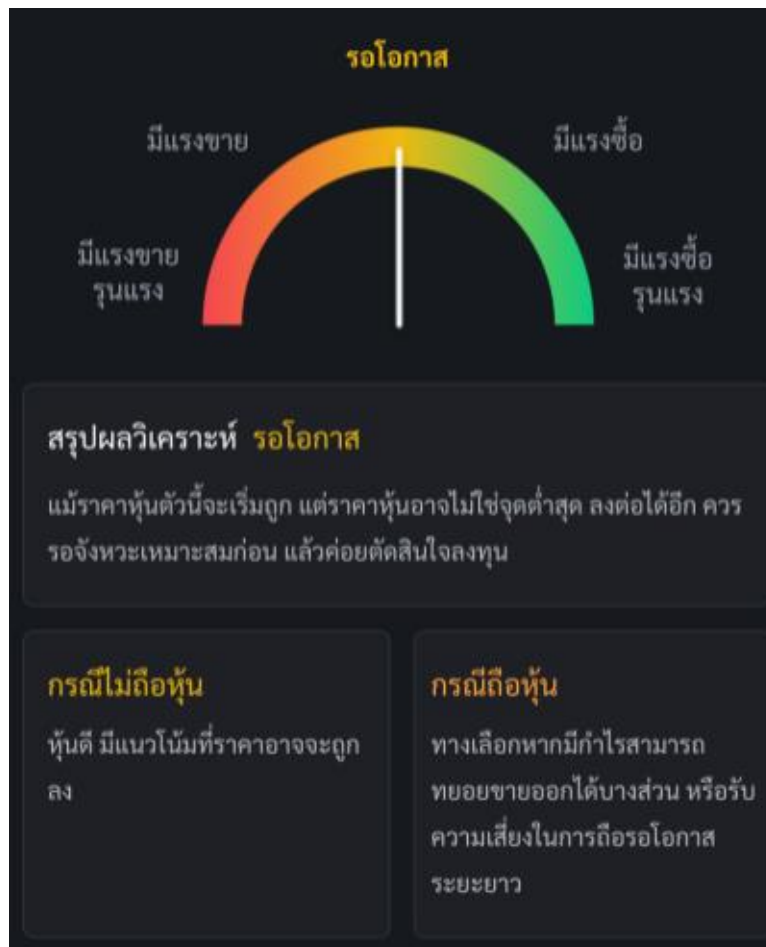 รอโอกาส
มีแรงขาย
มีแรงซื้อ
มีแรงขาย
รุนแรง
มีแรงซื้อ
รุนแรง
สรุปผลวิเคราะห์ รอโอกาส
แม้ราคาหุ้นตัวนี้จะเริ่มถูก แต่ราคาหุ้นอาจไม่ใช่จุดต่ำสุด ลงต่อได้อีก ควร
รอจังหวะเหมาะสมก่อน แล้วค่อยตัดสินใจลงทุน
กรณีไม่ถือหุ้น
หุ้นดี มีแนวโน้มที่ราคาอาจจะถูก
ลง
กรณีถือหุ้น
ทางเลือกหากมีกำไรสามารถ
ทยอยขายออกได้บางส่วน หรือรับ
ความเสี่ยงในการถือรอโอกาส
ระยะยาว